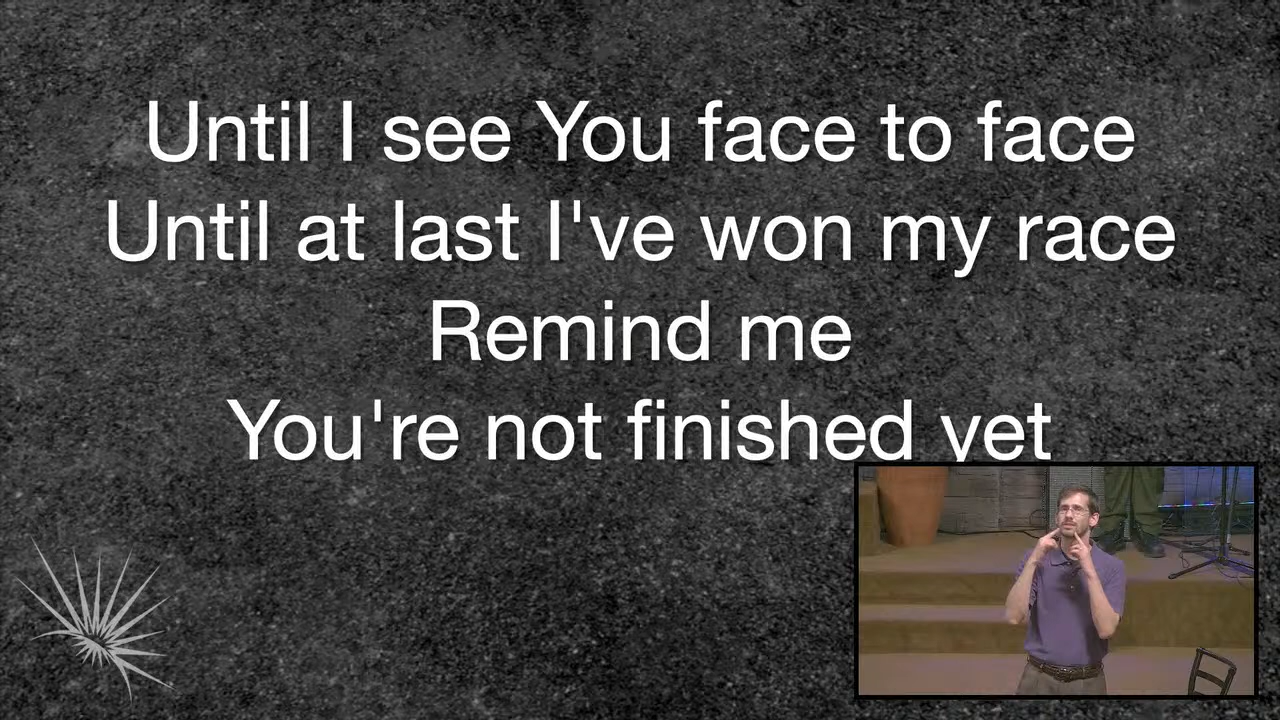 Until I see You face to face
Until at last I've won my race
Remind me
You're not finished yet